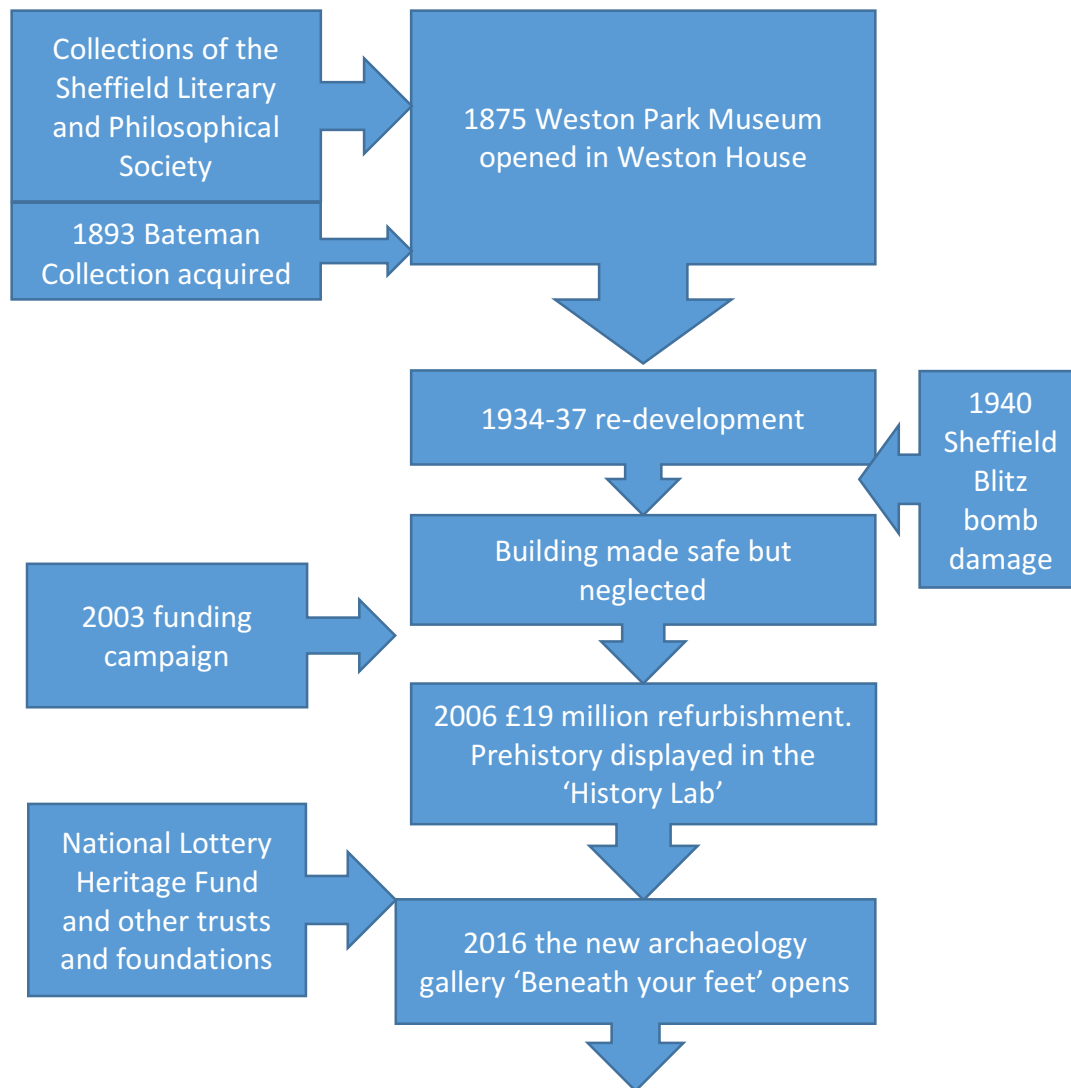 Collections of the
Sheffield Literary
and Philosophical
Society
1875 Weston Park Museum
opened in Weston House
1893 Bateman
Collection acquired
1934-37 re-development
1940
Sheffield
Blitz
bomb
damage
Building made safe but
neglected
2003 funding
campaign
2006 £19 million refurbishment.
Prehistory displayed in the
‘History Lab’
National Lottery
Heritage Fund
and other trusts
and foundations
2016 the new archaeology
gallery ‘Beneath your feet’ opens